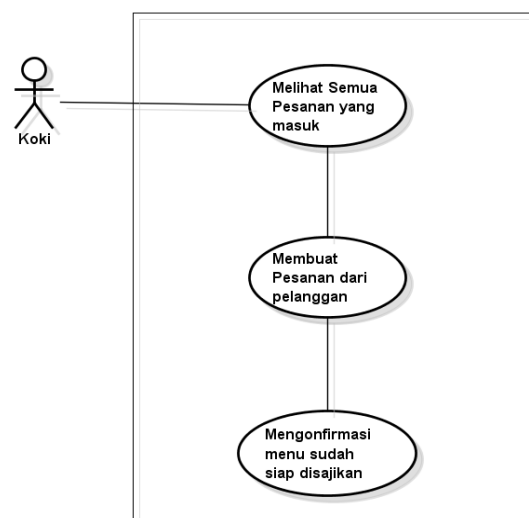 Koki
Melihat Semua
Pesanan yang
masuk
Membuat
Pesanan dari
pelanggan
Mengonfirmasi
menu sudah
siap disajikan